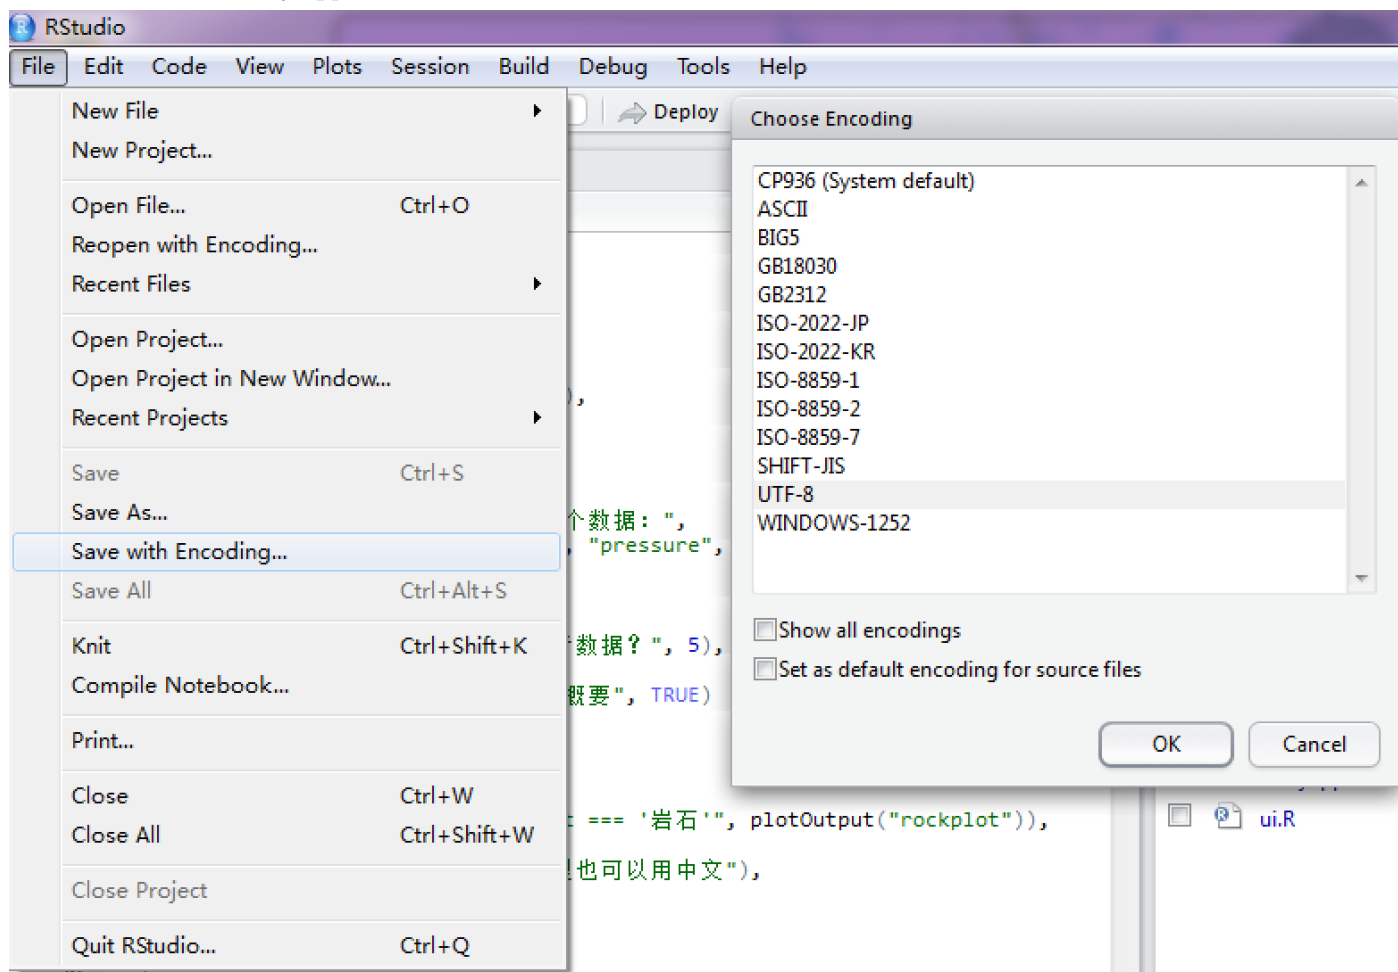 RStudio
File Edit Code View Plots Session Build Debug Tools Help
New File
New Project...
Open File... Ctrl+O
Reopen with Encoding...
Recent Files
Open Project...
Open Project in New Window...
Recent Projects
Save Ctrl+S
Save As...
Save with Encoding...
Save All Ctrl+Alt+S
Knit Ctrl+Shift+K
Compile Notebook...
Print...
Close Ctrl+W
Close All Ctrl+Shift+W
Close Project
Quit RStudio... Ctrl+Q
Deploy
),
个数据: ",
, "pressure",
数据? ", 5),
概要", TRUE)
=== '岩石'", plotOutput("rockplot")),
也可以用中文"),
Choose Encoding
CP936 (System default)
ASCII
BIG5
GB18030
GB2312
ISO-2022-JP
ISO-2022-KR
ISO-8859-1
ISO-8859-2
ISO-8859-7
SHIFT-JIS
UTF-8
WINDOWS-1252
Show all encodings
Set as default encoding for source files
OK Cancel
ui.R